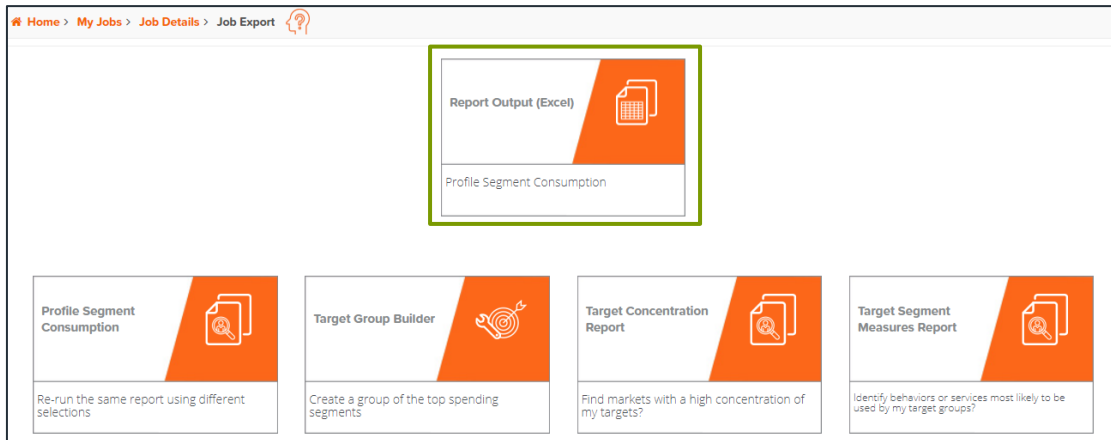 Home > My Jobs > Job Details > Job Export
Report Output (Excel)
Profile Segment Consumption
Profile Segment
Consumption
Re-run the same report using different
selections
Target Group Builder
Create a group of the top spending
segments
Target Concentration
Report
Find markets with a high concentration of
my targets?
Target Segment
Measures Report
Identify behaviors or services most likely to be
used by my target groups?